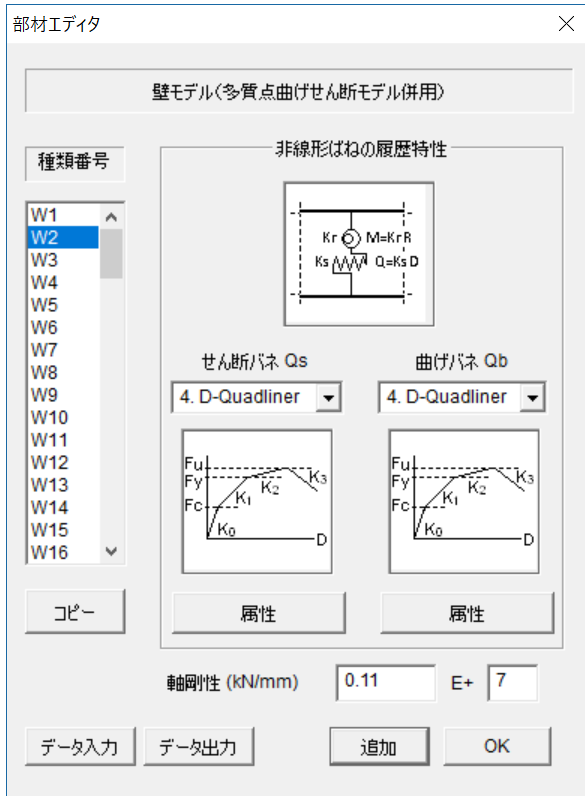 部材エディタ
壁モデル(多質点曲げせん断モデル併用)
種類番号
W1
W2
W3
W4
W5
W6
W7
W8
W9
W10
W11
W12
W13
W14
W15
W16
コピー
非線形ばねの履歴特性
Kr M=KrR
Ks Q=KsD
せん断バネ Qs
4. D-Quadliner
Fu
Fy
Fc
K0
K1
K2
K3
D
属性
曲げバネ Qb
4. D-Quadliner
Fu
Fy
Fc
K0
K1
K2
K3
D
属性
軸剛性 (kN/mm) 0.11 E+ 7
データ入力 データ出力 追加 OK